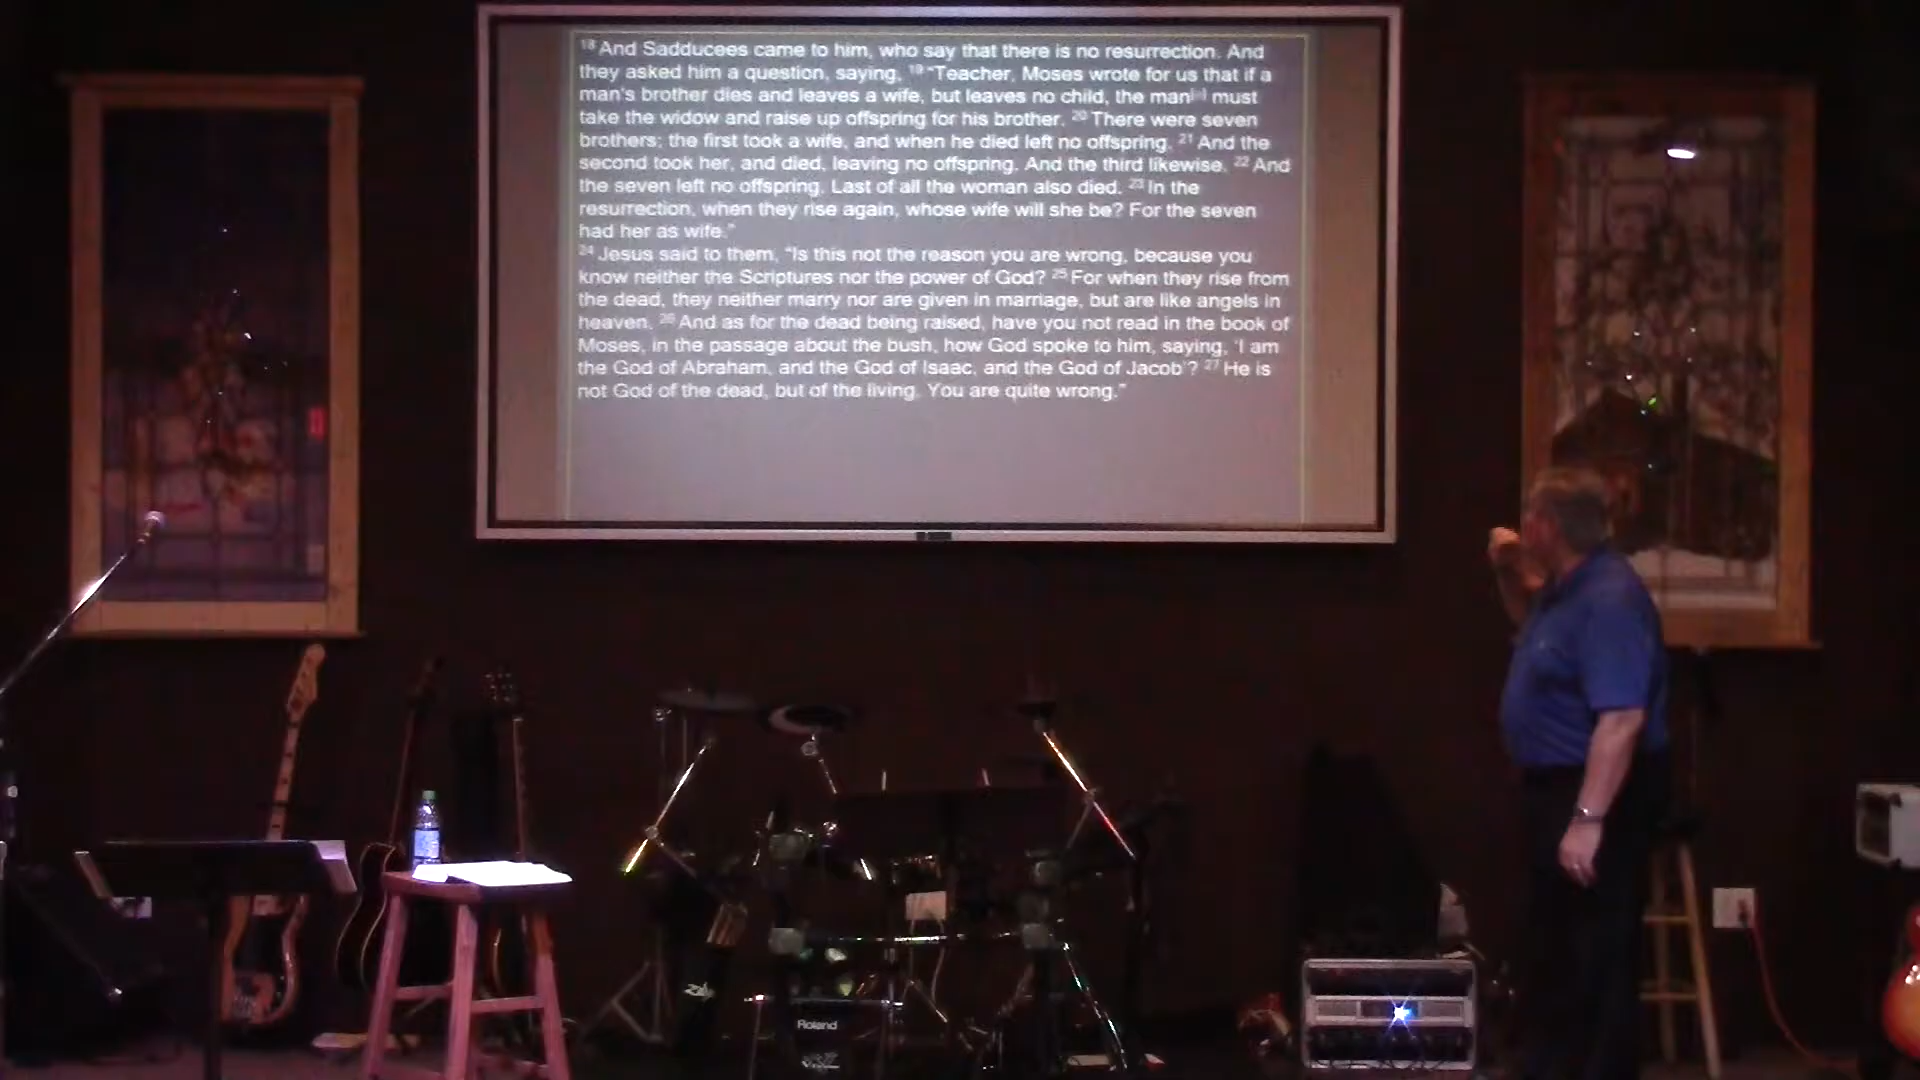 18 And Sadducees came to him, who say that there is no resurrection. And
they asked him a question, saying, 19 "Teacher, Moses wrote for us that if a
man's brother dies and leaves a wife, but leaves no child, the man must
take the widow and raise up offspring for his brother. 20 There were seven
brothers; the first took a wife, and when he died left no offspring. 21 And the
second took her, and died, leaving no offspring. And the third likewise. 22 And
the seven left no offspring. Last of all the woman also died. 23 In the
resurrection, when they rise again, whose wife will she be? For the seven
had her as wife."
24 Jesus said to them, "Is this not the reason you are wrong, because you
know neither the Scriptures nor the power of God? 25 For when they rise from
the dead, they neither marry nor are given in marriage, but are like angels in
heaven. 26 And as for the dead being raised, have you not read in the book of
Moses, in the passage about the bush, how God spoke to him, saying, 'I am
the God of Abraham, and the God of Isaac, and the God of Jacob'? 27 He is
not God of the dead, but of the living. You are quite wrong."
Roland